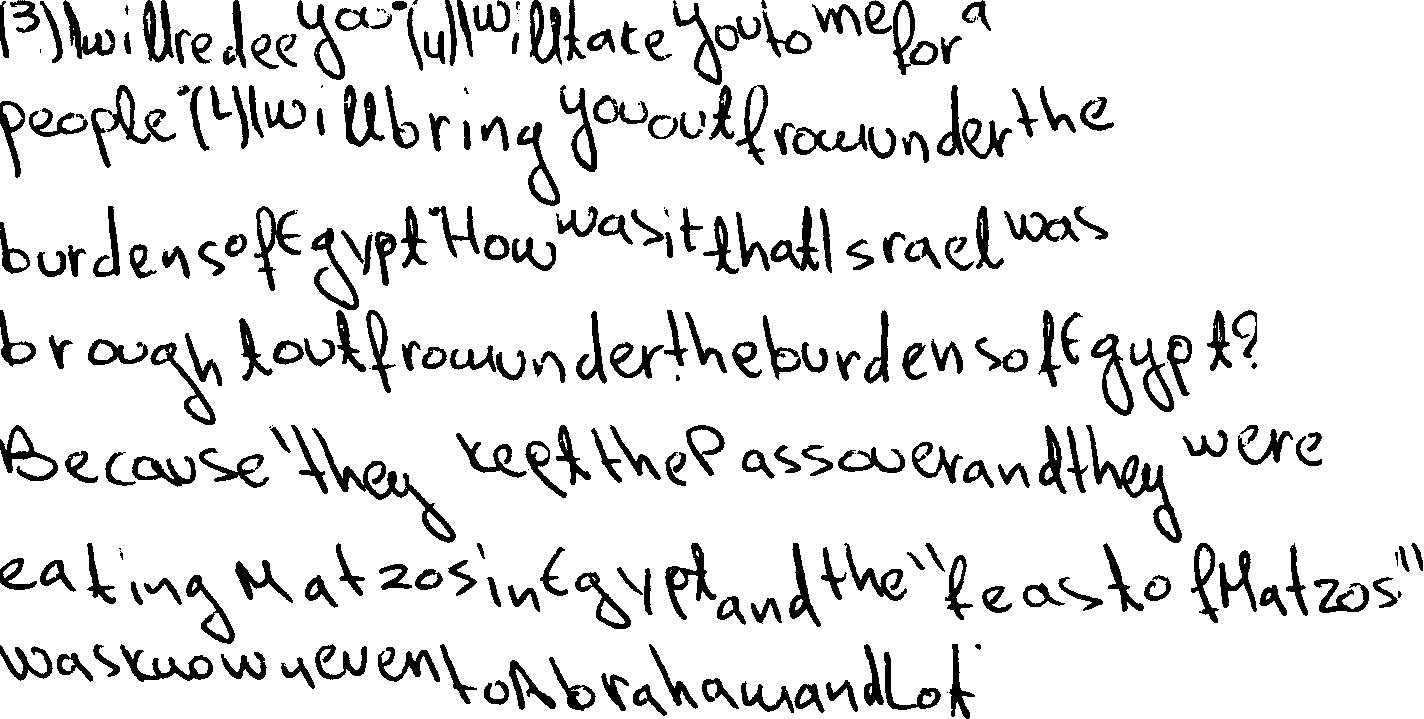 (3) I will redee you" (4) I will take you to me for a
people" (4) I will bring you out from under the
burdens of Egypt" How was it that Israel was
brought out from under the burdens of Egypt?
Because they kept the Passover and they were
eating Matzos in Egypt and the "feast of Matzos"
was known even to Abraham and Lot